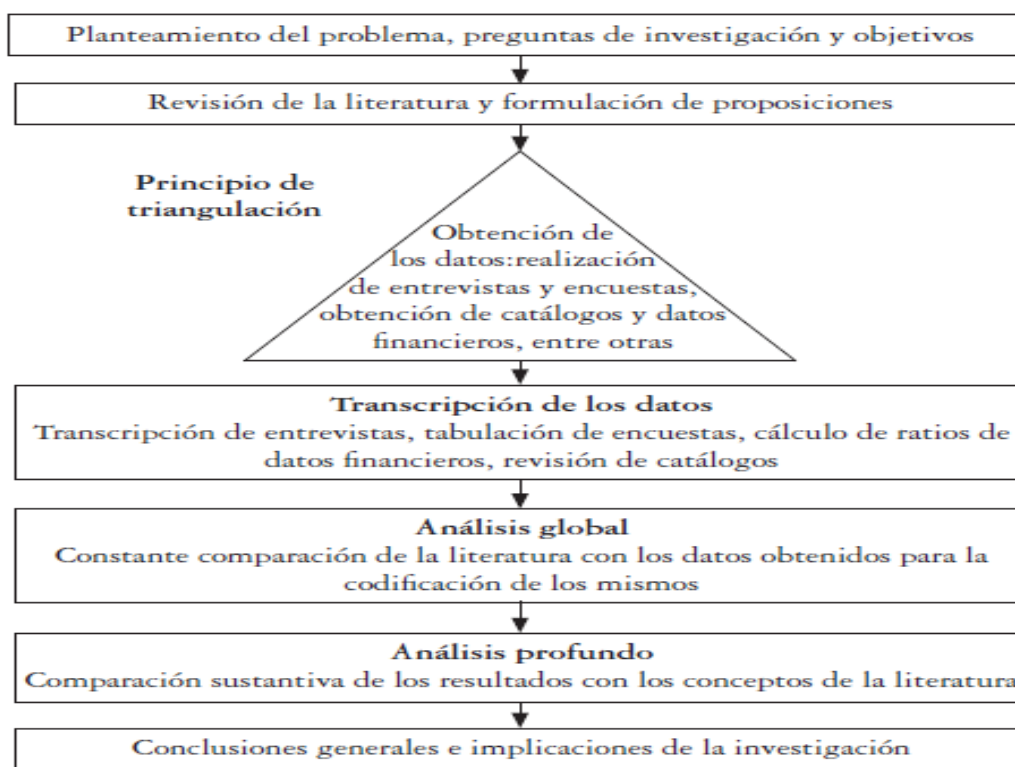 Planteamiento del problema, preguntas de investigación y objetivos
Revisión de la literatura y formulación de proposiciones
Principio de
triangulación
Obtención de
los datos:realización
de entrevistas y encuestas,
obtención de catálogos y datos
financieros, entre otras
Transcripción de los datos
Transcripción de entrevistas, tabulación de encuestas, cálculo de ratios de
datos financieros, revisión de catálogos
Análisis global
Constante comparación de la literatura con los datos obtenidos para la
codificación de los mismos
Análisis profundo
Comparación sustantiva de los resultados con los conceptos de la literatura
Conclusiones generales e implicaciones de la investigación